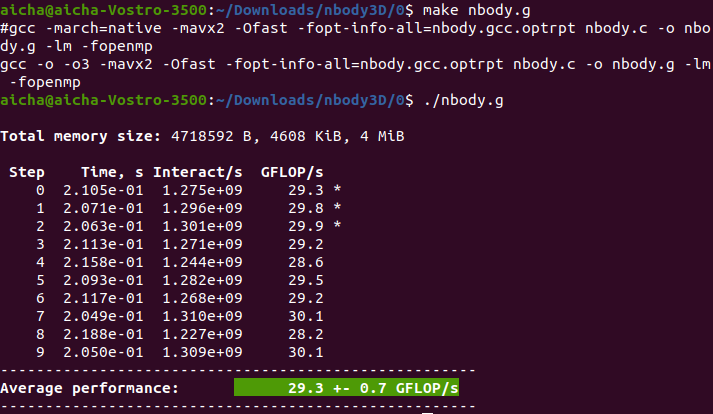 aicha@aicha-Vostro-3500:~/Downloads/nbody3D/0$ make nbody.g
#gcc -march=native -mavx2 -Ofast -fopt-info-all=nbody.gcc.optrpt nbody.c -o nbo
dy.g -lm -fopenmp
gcc -o -o3 -mavx2 -Ofast -fopt-info-all=nbody.gcc.optrpt nbody.c -o nbody.g -lm
 -fopenmp
aicha@aicha-Vostro-3500:~/Downloads/nbody3D/0$ ./nbody.g
Total memory size: 4718592 B, 4608 KiB, 4 MiB
Step Time, s Interact/s GFLOP/s
0 2.105e-01 1.275e+09 29.3 *
1 2.071e-01 1.296e+09 29.8 *
2 2.063e-01 1.301e+09 29.9 *
3 2.113e-01 1.271e+09 29.2
4 2.158e-01 1.244e+09 28.6
5 2.093e-01 1.282e+09 29.5
6 2.117e-01 1.268e+09 29.2
7 2.049e-01 1.310e+09 30.1
8 2.188e-01 1.227e+09 28.2
9 2.050e-01 1.309e+09 30.1
-----------------------------------------------------
Average performance: 29.3 +- 0.7 GFLOP/s
-----------------------------------------------------